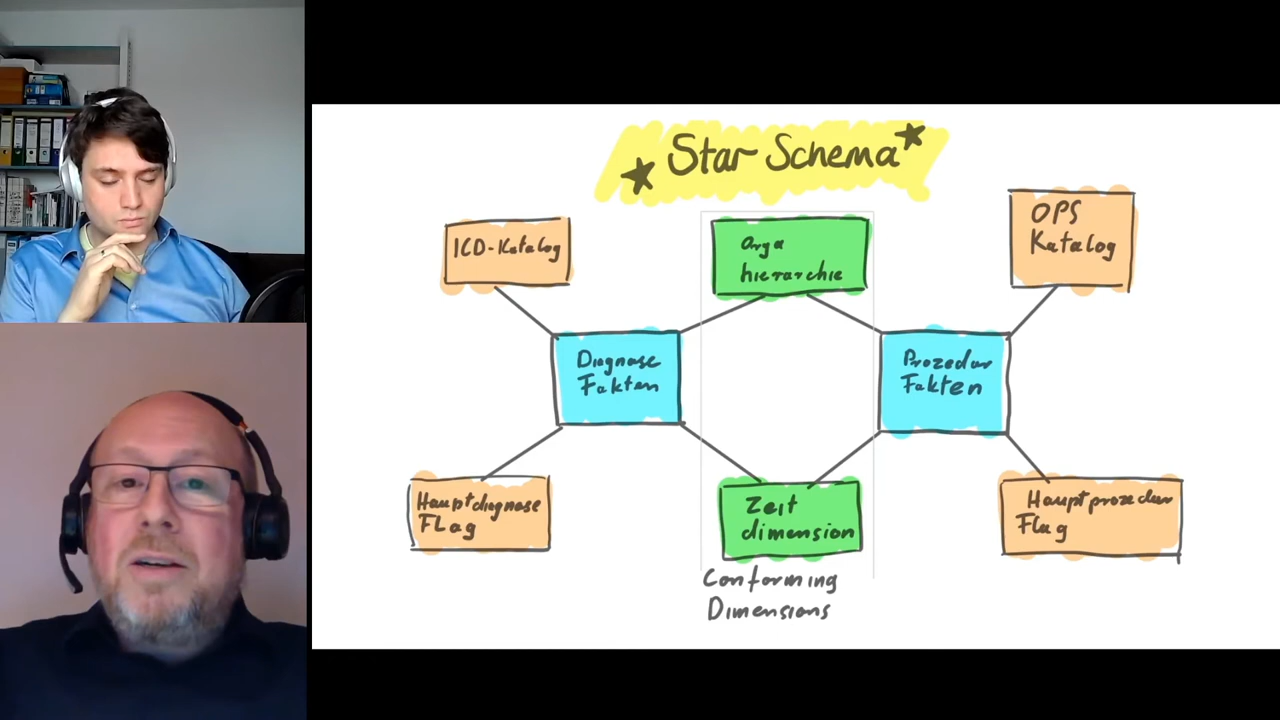 Star Schema
ICD-Katalog
Orga
hierarchie
OPS
Katalog
Diagnose
Fakten
Prozedur
Fakten
Hauptdiagnose
FLag
Zeit
dimension
Hauptprozedur
Flag
Conforming
Dimensions